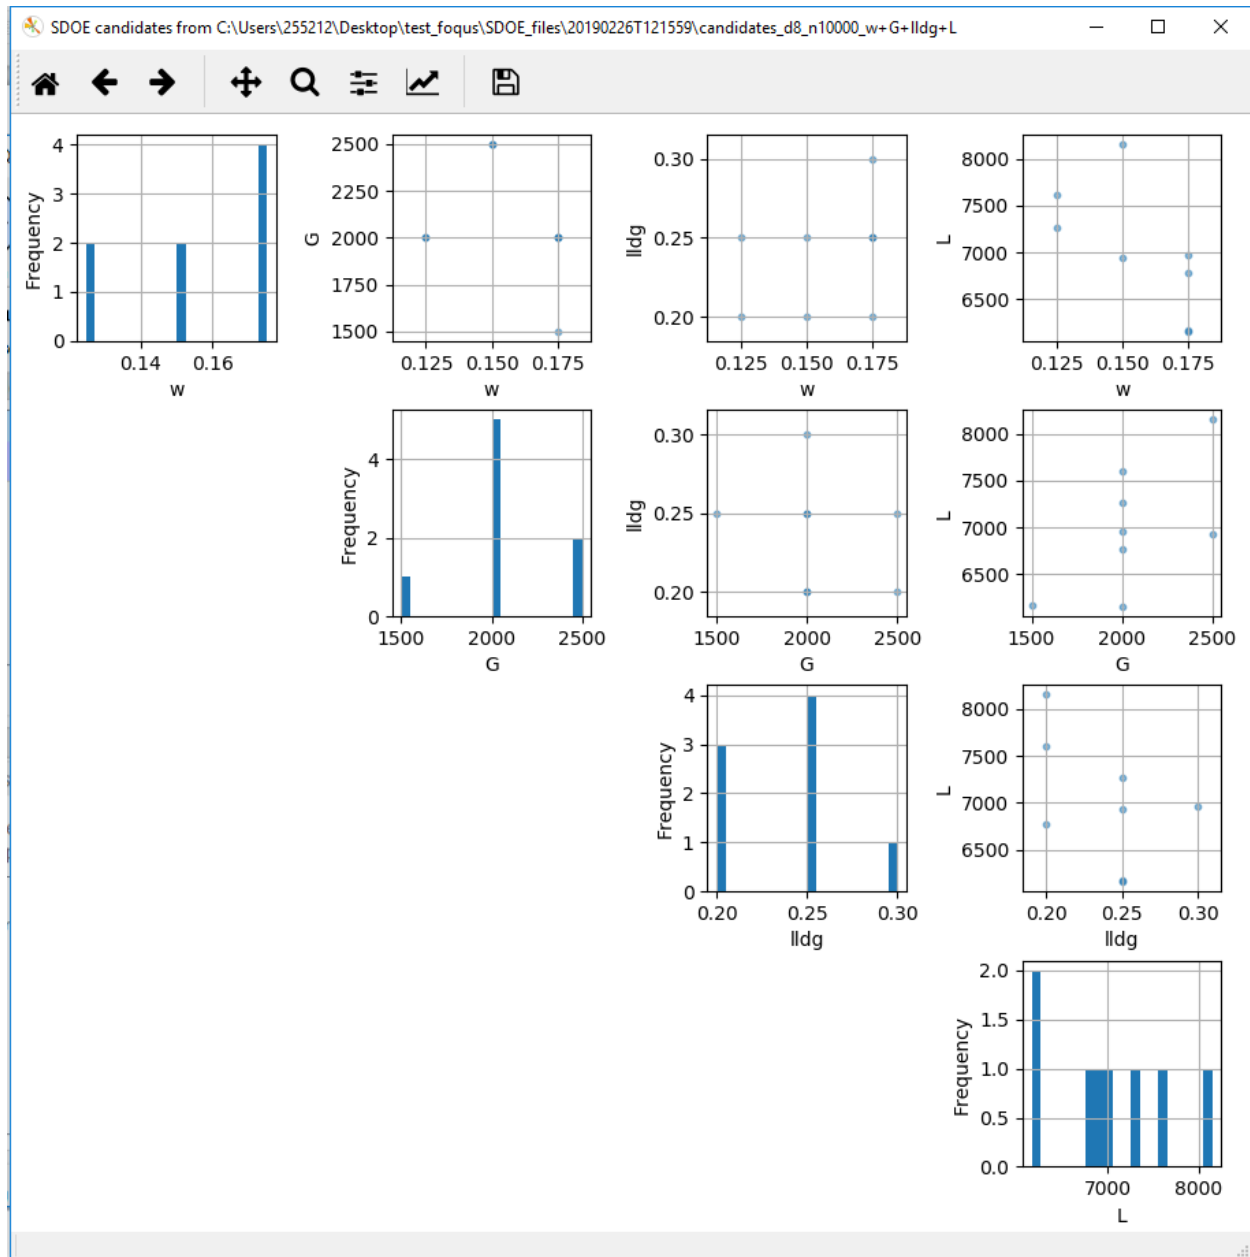 SDOE candidates from C:\Users\255212\Desktop\test_foqus\SDOE_files\20190226T121559\candidates_d8_n10000_w+G+lldg+L
4
3
2
1
0
Frequency
0.14 0.16
w
2500
2250
2000
1750
1500
G
0.125 0.150 0.175
w
0.30
0.25
0.20
lldg
0.125 0.150 0.175
w
8000
7500
7000
6500
L
0.125 0.150 0.175
w
4
2
0
Frequency
1500 2000 2500
G
0.30
0.25
0.20
lldg
1500 2000 2500
G
8000
7500
7000
6500
L
1500 2000 2500
G
4
3
2
1
0
Frequency
0.20 0.25 0.30
lldg
8000
7500
7000
6500
L
0.20 0.25 0.30
lldg
2.0
1.5
1.0
0.5
0.0
Frequency
7000 8000
L